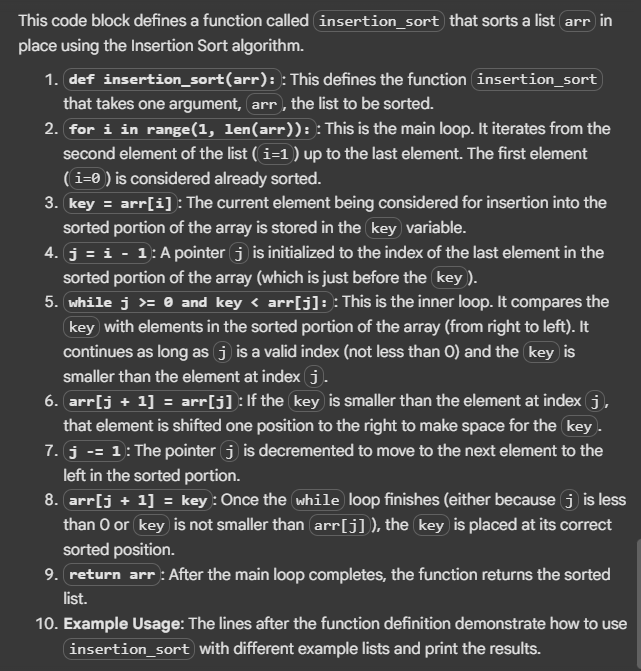 This code block defines a function called insertion_sort that sorts a list arr in
place using the Insertion Sort algorithm.
1. def insertion_sort(arr): : This defines the function insertion_sort
that takes one argument, arr , the list to be sorted.
2. for i in range(1, len(arr)): : This is the main loop. It iterates from the
second element of the list ( i=1 ) up to the last element. The first element
( i=0 ) is considered already sorted.
3. key = arr[i] : The current element being considered for insertion into the
sorted portion of the array is stored in the key variable.
4. j = i - 1 : A pointer j is initialized to the index of the last element in the
sorted portion of the array (which is just before the key ).
5. while j >= 0 and key < arr[j]: : This is the inner loop. It compares the
key with elements in the sorted portion of the array (from right to left). It
continues as long as j is a valid index (not less than 0) and the key is
smaller than the element at index j .
6. arr[j + 1] = arr[j] : If the key is smaller than the element at index j ,
that element is shifted one position to the right to make space for the key .
7. j -= 1 : The pointer j is decremented to move to the next element to the
left in the sorted portion.
8. arr[j + 1] = key : Once the while loop finishes (either because j is less
than 0 or key is not smaller than arr[j] ), the key is placed at its correct
sorted position.
9. return arr : After the main loop completes, the function returns the sorted
list.
10. Example Usage: The lines after the function definition demonstrate how to use
insertion_sort with different example lists and print the results.